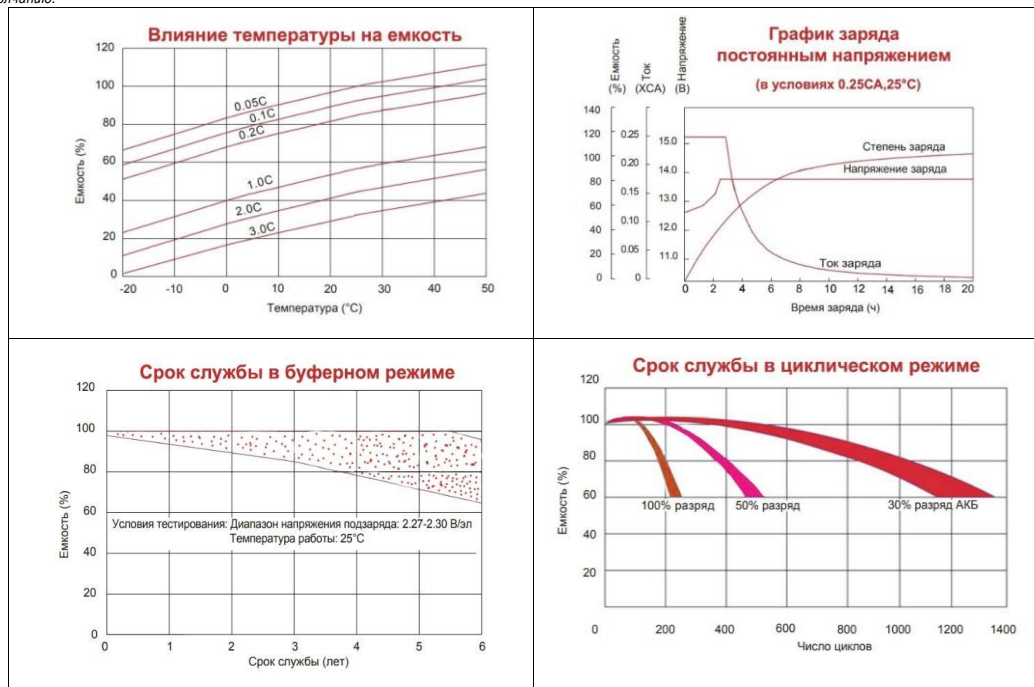 олчанию.
Влияние температуры на емкость
120
100
80
60
40
20
0
Емкость (%)
0.05C
0.1C
0.2C
1.0C
2.0C
3.0C
-20 -10 0 10 20 30 40 50
Температура (°C)
График заряда
постоянным напряжением
(в условиях 0.25CA,25°C)
Емкость (%)
Ток (XCA)
Напряжение (В)
140
120 0.25 15.0
100 0.20
80 0.15 14.0
13.0
60 0.10
40 12.0
20 0.05 11.0
0 0
Степень заряда
Напряжение заряда
Ток заряда
0 2 4 6 8 10 12 14 16 18 20
Время заряда (ч)
Срок службы в буферном режиме
120
100
80
60
40
20
0
Емкость (%)
Условия тестирования: Диапазон напряжения подзаряда: 2.27-2.30 В/эл
Температура работы: 25°C
0 1 2 3 4 5 6
Срок службы (лет)
Срок службы в циклическом режиме
120
100
80
60
40
20
Емкость (%)
100% разряд 50% разряд 30% разряд АКБ
0 200 400 600 800 1000 1200 1400
Число циклов